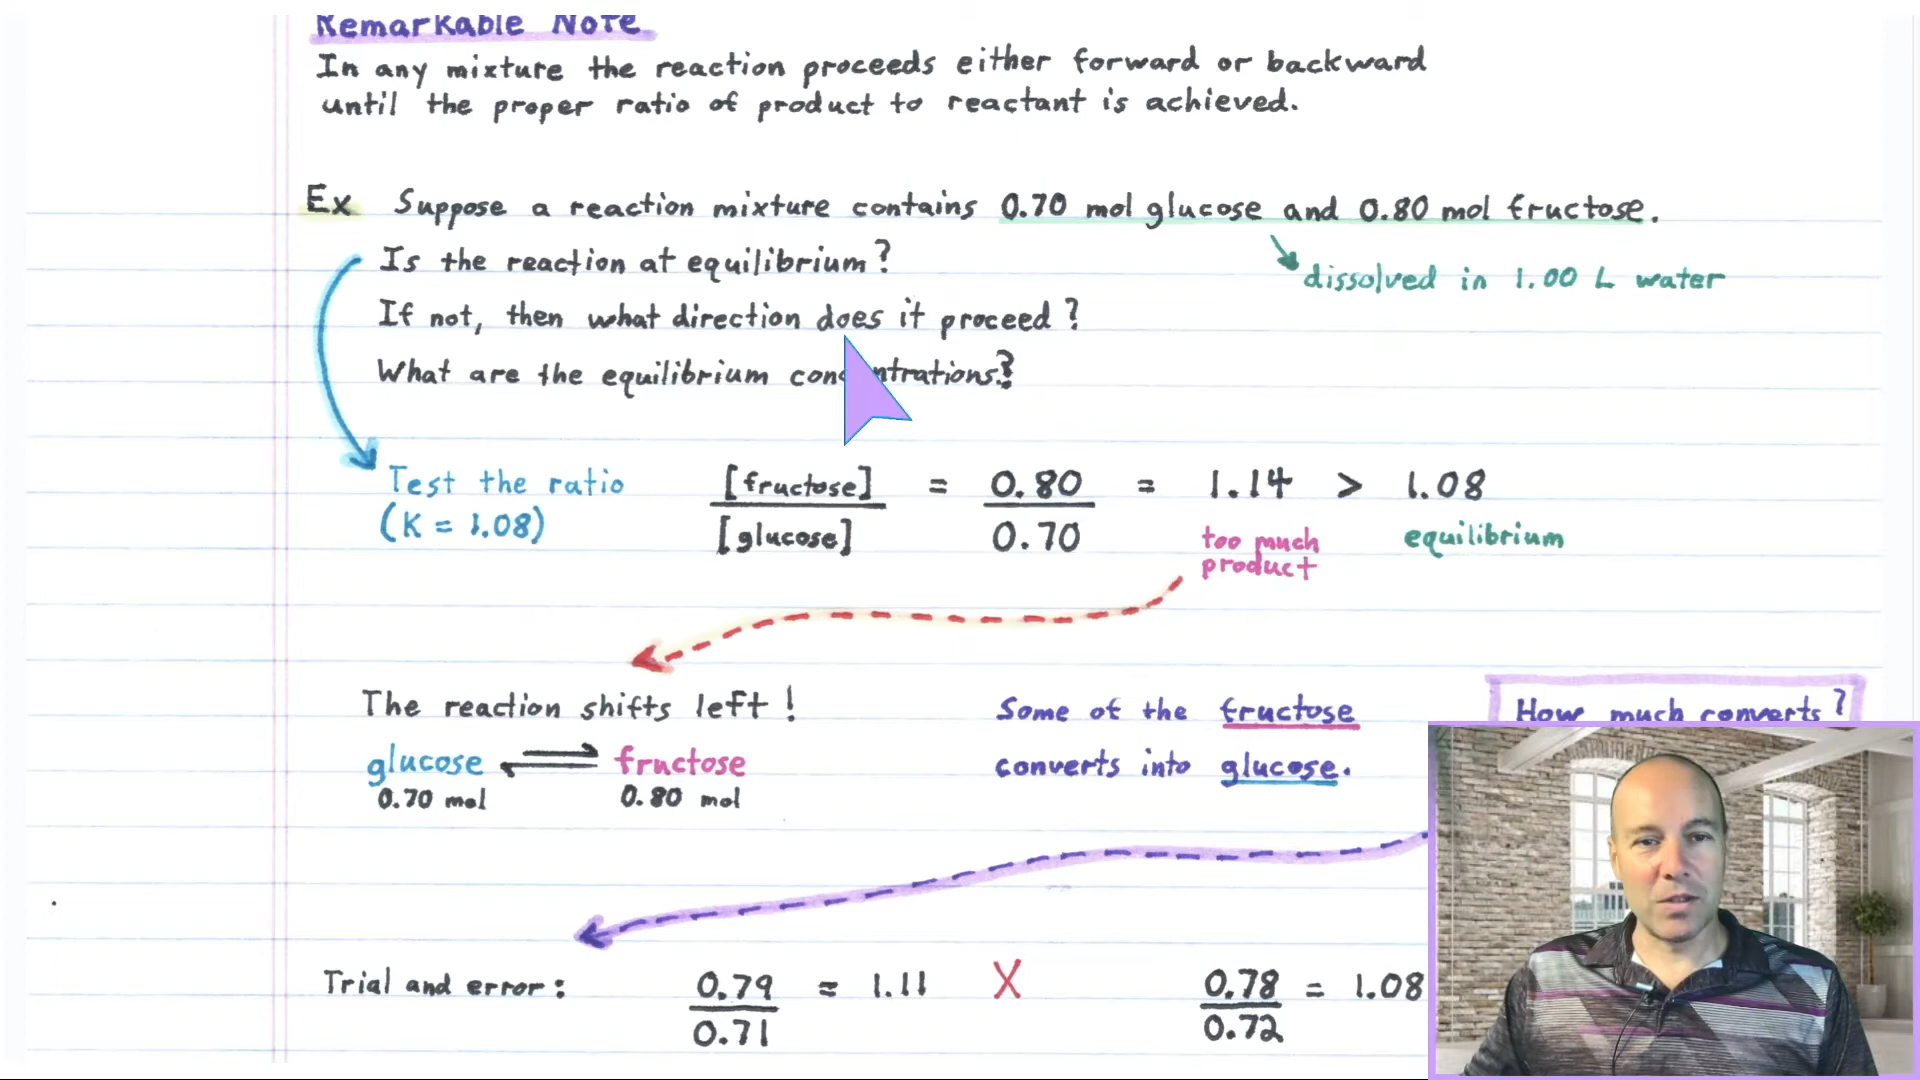 Remarkable Note
In any mixture the reaction proceeds either forward or backward
until the proper ratio of product to reactant is achieved.
Ex Suppose a reaction mixture contains 0.70 mol glucose and 0.80 mol fructose.
dissolved in 1.00 L water
Is the reaction at equilibrium?
If not, then what direction does it proceed?
What are the equilibrium concentrations?
Test the ratio
(K = 1.08)
[fructose] = 0.80 = 1.14 > 1.08
[glucose] 0.70
too much
product
equilibrium
The reaction shifts left!
glucose ⇌ fructose
0.70 mol 0.80 mol
Some of the fructose
converts into glucose.
How much converts?
Trial and error:
0.79 ≈ 1.11 X
0.71
0.78 = 1.08
0.72